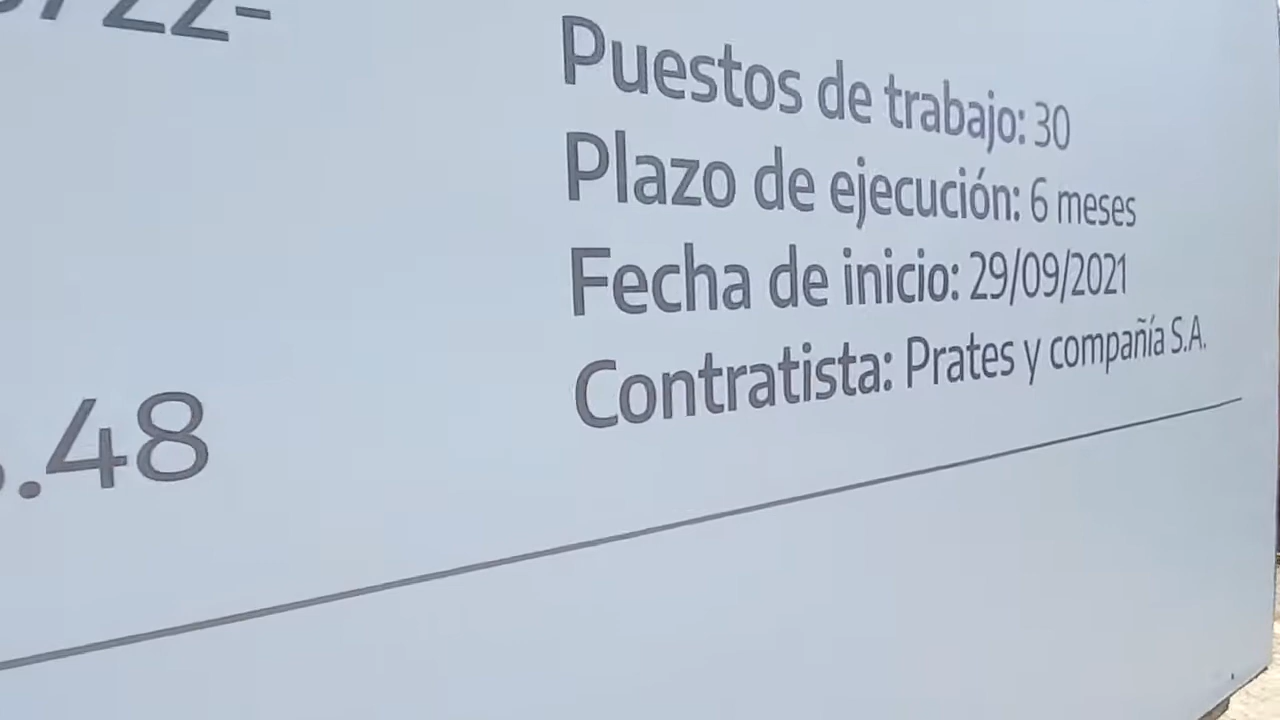 22-
Puestos de trabajo: 30
Plazo de ejecución: 6 meses
Fecha de inicio: 29/09/2021
Contratista: Prates y compañía S.A.
.48